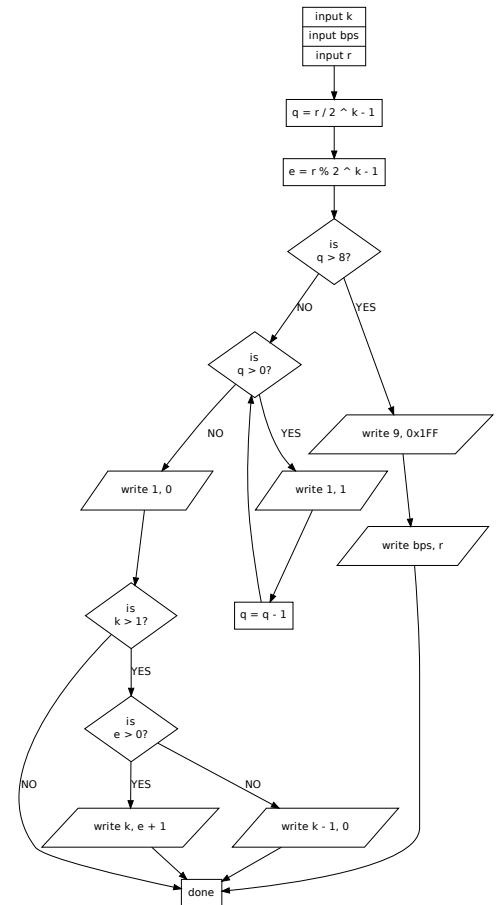 input k
input bps
input r
q = r / 2 ^ k - 1
e = r % 2 ^ k - 1
is
q > 8?
NO
YES
is
q > 0?
NO
YES
write 9, 0x1FF
write 1, 0
write 1, 1
write bps, r
is
k > 1?
q = q - 1
YES
is
e > 0?
NO
YES
NO
write k, e + 1
write k - 1, 0
done